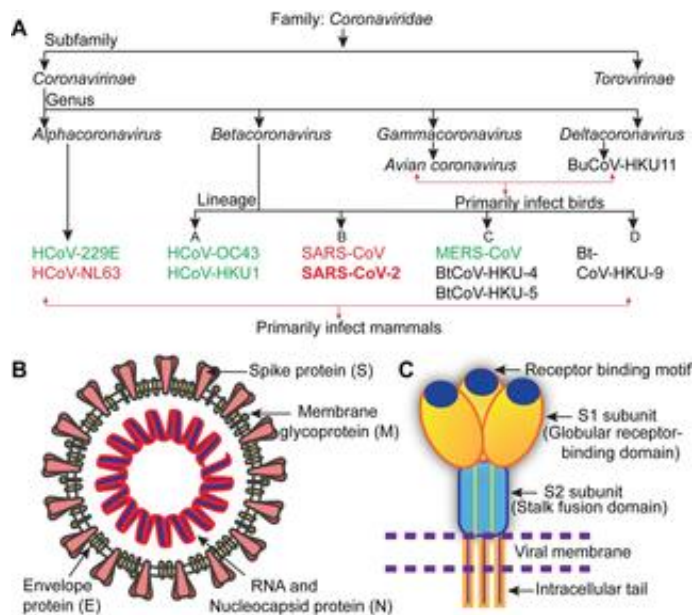 A
Family: Coronaviridae
Subfamily
Coronavirinae
Torovirinae
Genus
Alphacoronavirus
Betacoronavirus
Gammacoronavirus
Deltacoronavirus
Avian coronavirus
BuCoV-HKU11
Primarily infect birds
Lineage
A
B
C
D
HCoV-229E
HCoV-NL63
HCoV-OC43
HCoV-HKU1
SARS-CoV
SARS-CoV-2
MERS-CoV
BtCoV-HKU-4
BtCoV-HKU-5
Bt-
CoV-HKU-9
Primarily infect mammals
B
Spike protein (S)
Membrane
glycoprotein (M)
Envelope
protein (E)
RNA and
Nucleocapsid protein (N)
C
Receptor binding motif
S1 subunit
(Globular receptor-
binding domain)
S2 subunit
(Stalk fusion domain)
Viral membrane
Intracellular tail